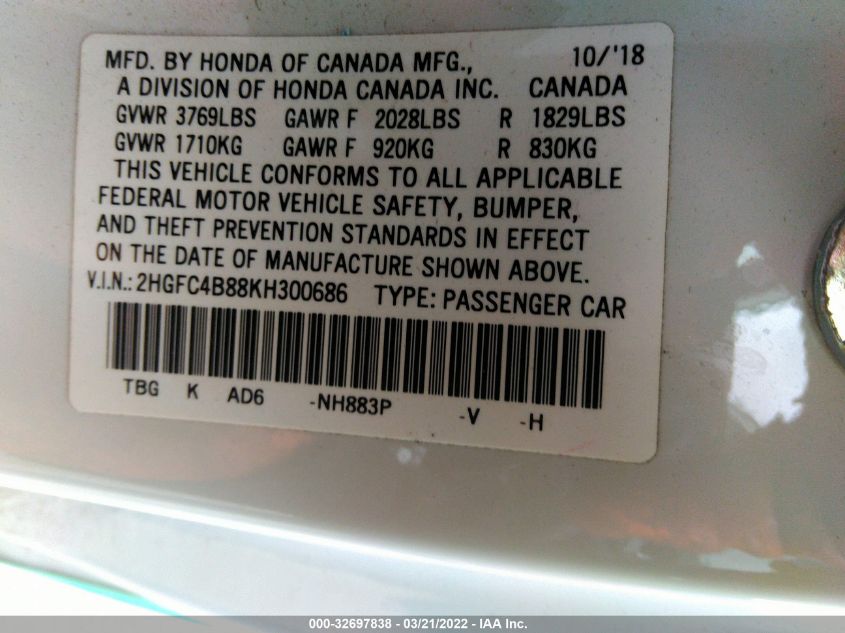 MFD. BY HONDA OF CANADA MFG., 10/'18
A DIVISION OF HONDA CANADA INC. CANADA
GVWR 3769LBS GAWR F 2028LBS R 1829LBS
GVWR 1710KG GAWR F 920KG R 830KG
THIS VEHICLE CONFORMS TO ALL APPLICABLE
FEDERAL MOTOR VEHICLE SAFETY, BUMPER,
AND THEFT PREVENTION STANDARDS IN EFFECT
ON THE DATE OF MANUFACTURE SHOWN ABOVE.
V.I.N.: 2HGFC4B88KH300686 TYPE: PASSENGER CAR
TBG K AD6 -NH883P -V -H
000-32697838 - 03/21/2022 - IAA Inc.